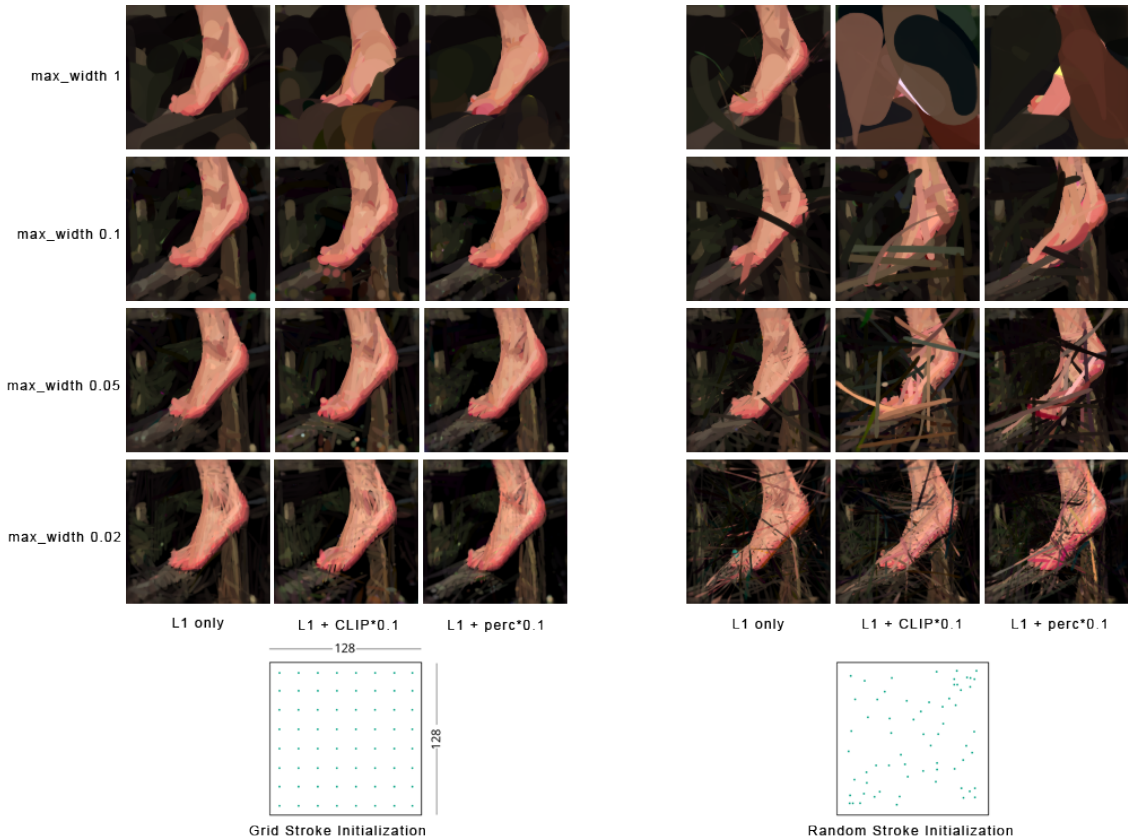 max_width 1
max_width 0.1
max_width 0.05
max_width 0.02
L1 only
L1 + CLIP*0.1
L1 + perc*0.1
L1 only
L1 + CLIP*0.1
L1 + perc*0.1
128
128
Grid Stroke Initialization
Random Stroke Initialization